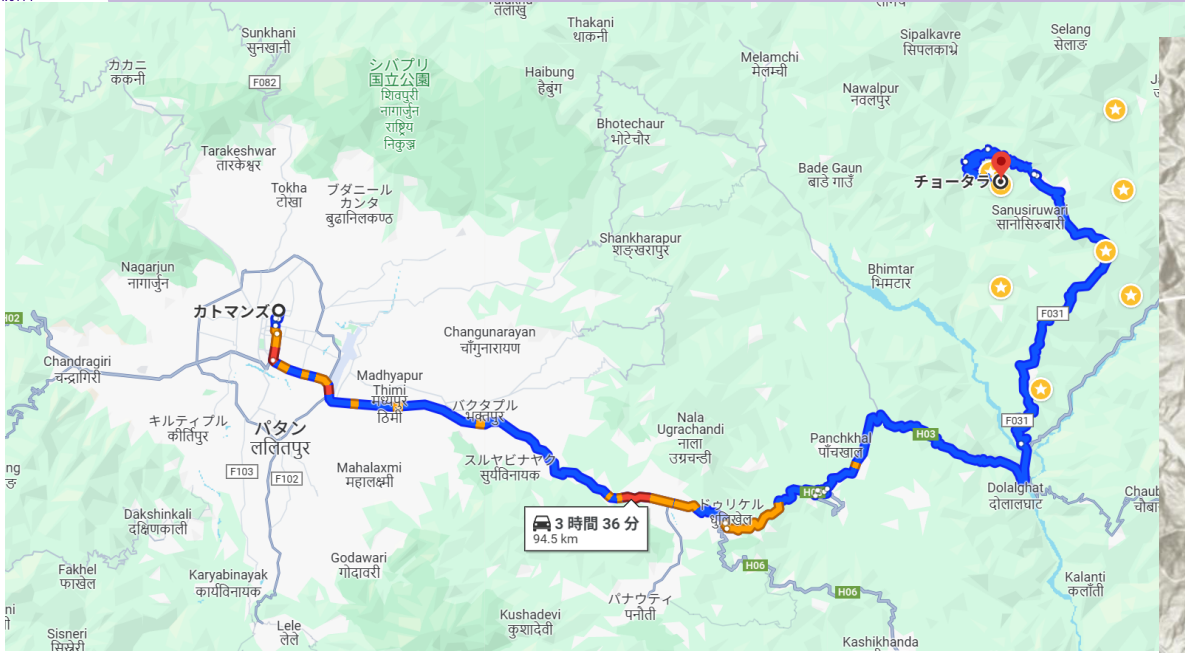 Sunkhani
सुनखानी
カカニ
ककनी
F082
シバプリ
国立公園
शिवपुरी
नागार्जुन
राष्ट्रिय
निकुञ्ज
Thakani
थाकनी
Haibung
हैबुंग
Melamchi
मेलम्ची
Sipalkavre
सिपलकाभ्रे
Selang
सेलाङ
Nawalpur
नवलपुर
Bhotechaur
भोटेचौर
Tarakeshwar
तारकेश्वर
Tokha
टोखा
ブダニール
カンタ
बुढानिलकण्ठ
Bade Gaun
बाडे गाउँ
チョータラ
Sanusiruwari
सानोसिरुबारी
Shankharapur
शङ्खरापुर
Nagarjun
नागार्जुन
Bhimtar
भिमटार
カトマンズ
H02
F031
Changunarayan
चाँगुनारायण
Chandragiri
चन्द्रागिरी
Madhyapur
Thimi
मध्यपुर
ठिमी
バクタプル
भक्तपुर
キルティプル
कीर्तिपुर
パタン
ललितपुर
Nala
Ugrachandi
नाला
उग्रचन्डी
Panchkhal
पाँचखाल
H03
F031
F103
F102
Mahalaxmi
महालक्ष्मी
スルヤビナヤク
सुर्यविनायक
Dolalghat
दोलालघाट
Chaub
चौबा
Dakshinkali
दक्षिणकाली
ドゥリケル
धुलिखेल
3 時間 36 分
94.5 km
Godawari
गोदावरी
H06
H06
Fakhel
फाखेल
Karyabinayak
कार्यविनायक
パナウティ
पनौती
Kalanti
कलाँती
Kushadevi
कुशादेवी
Lele
लेले
Sisneri
सिस्नेरी
Kashikhanda